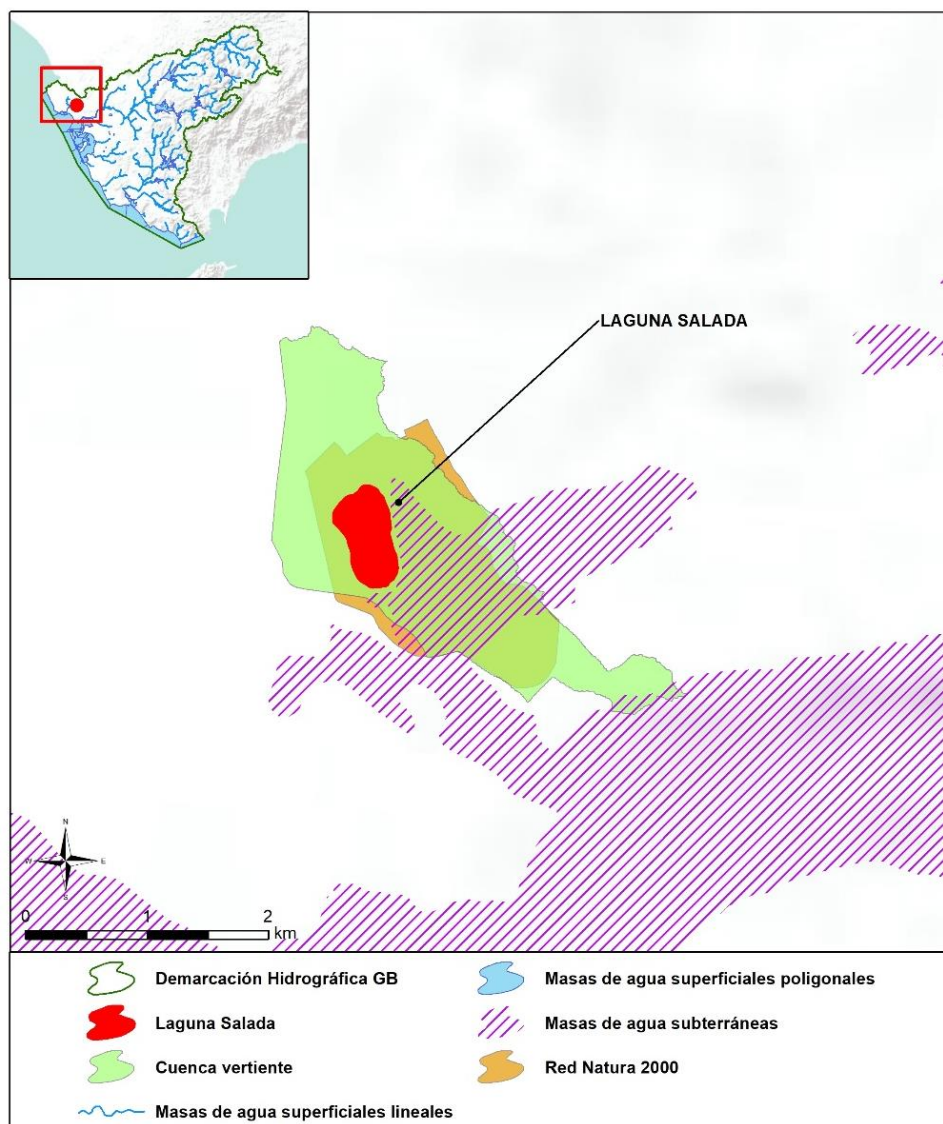 LAGUNA SALADA
N
W
E
S
0 1 2
km
Demarcación Hidrográfica GB
Masas de agua superficiales poligonales
Laguna Salada
Masas de agua subterráneas
Cuenca vertiente
Red Natura 2000
Masas de agua superficiales lineales